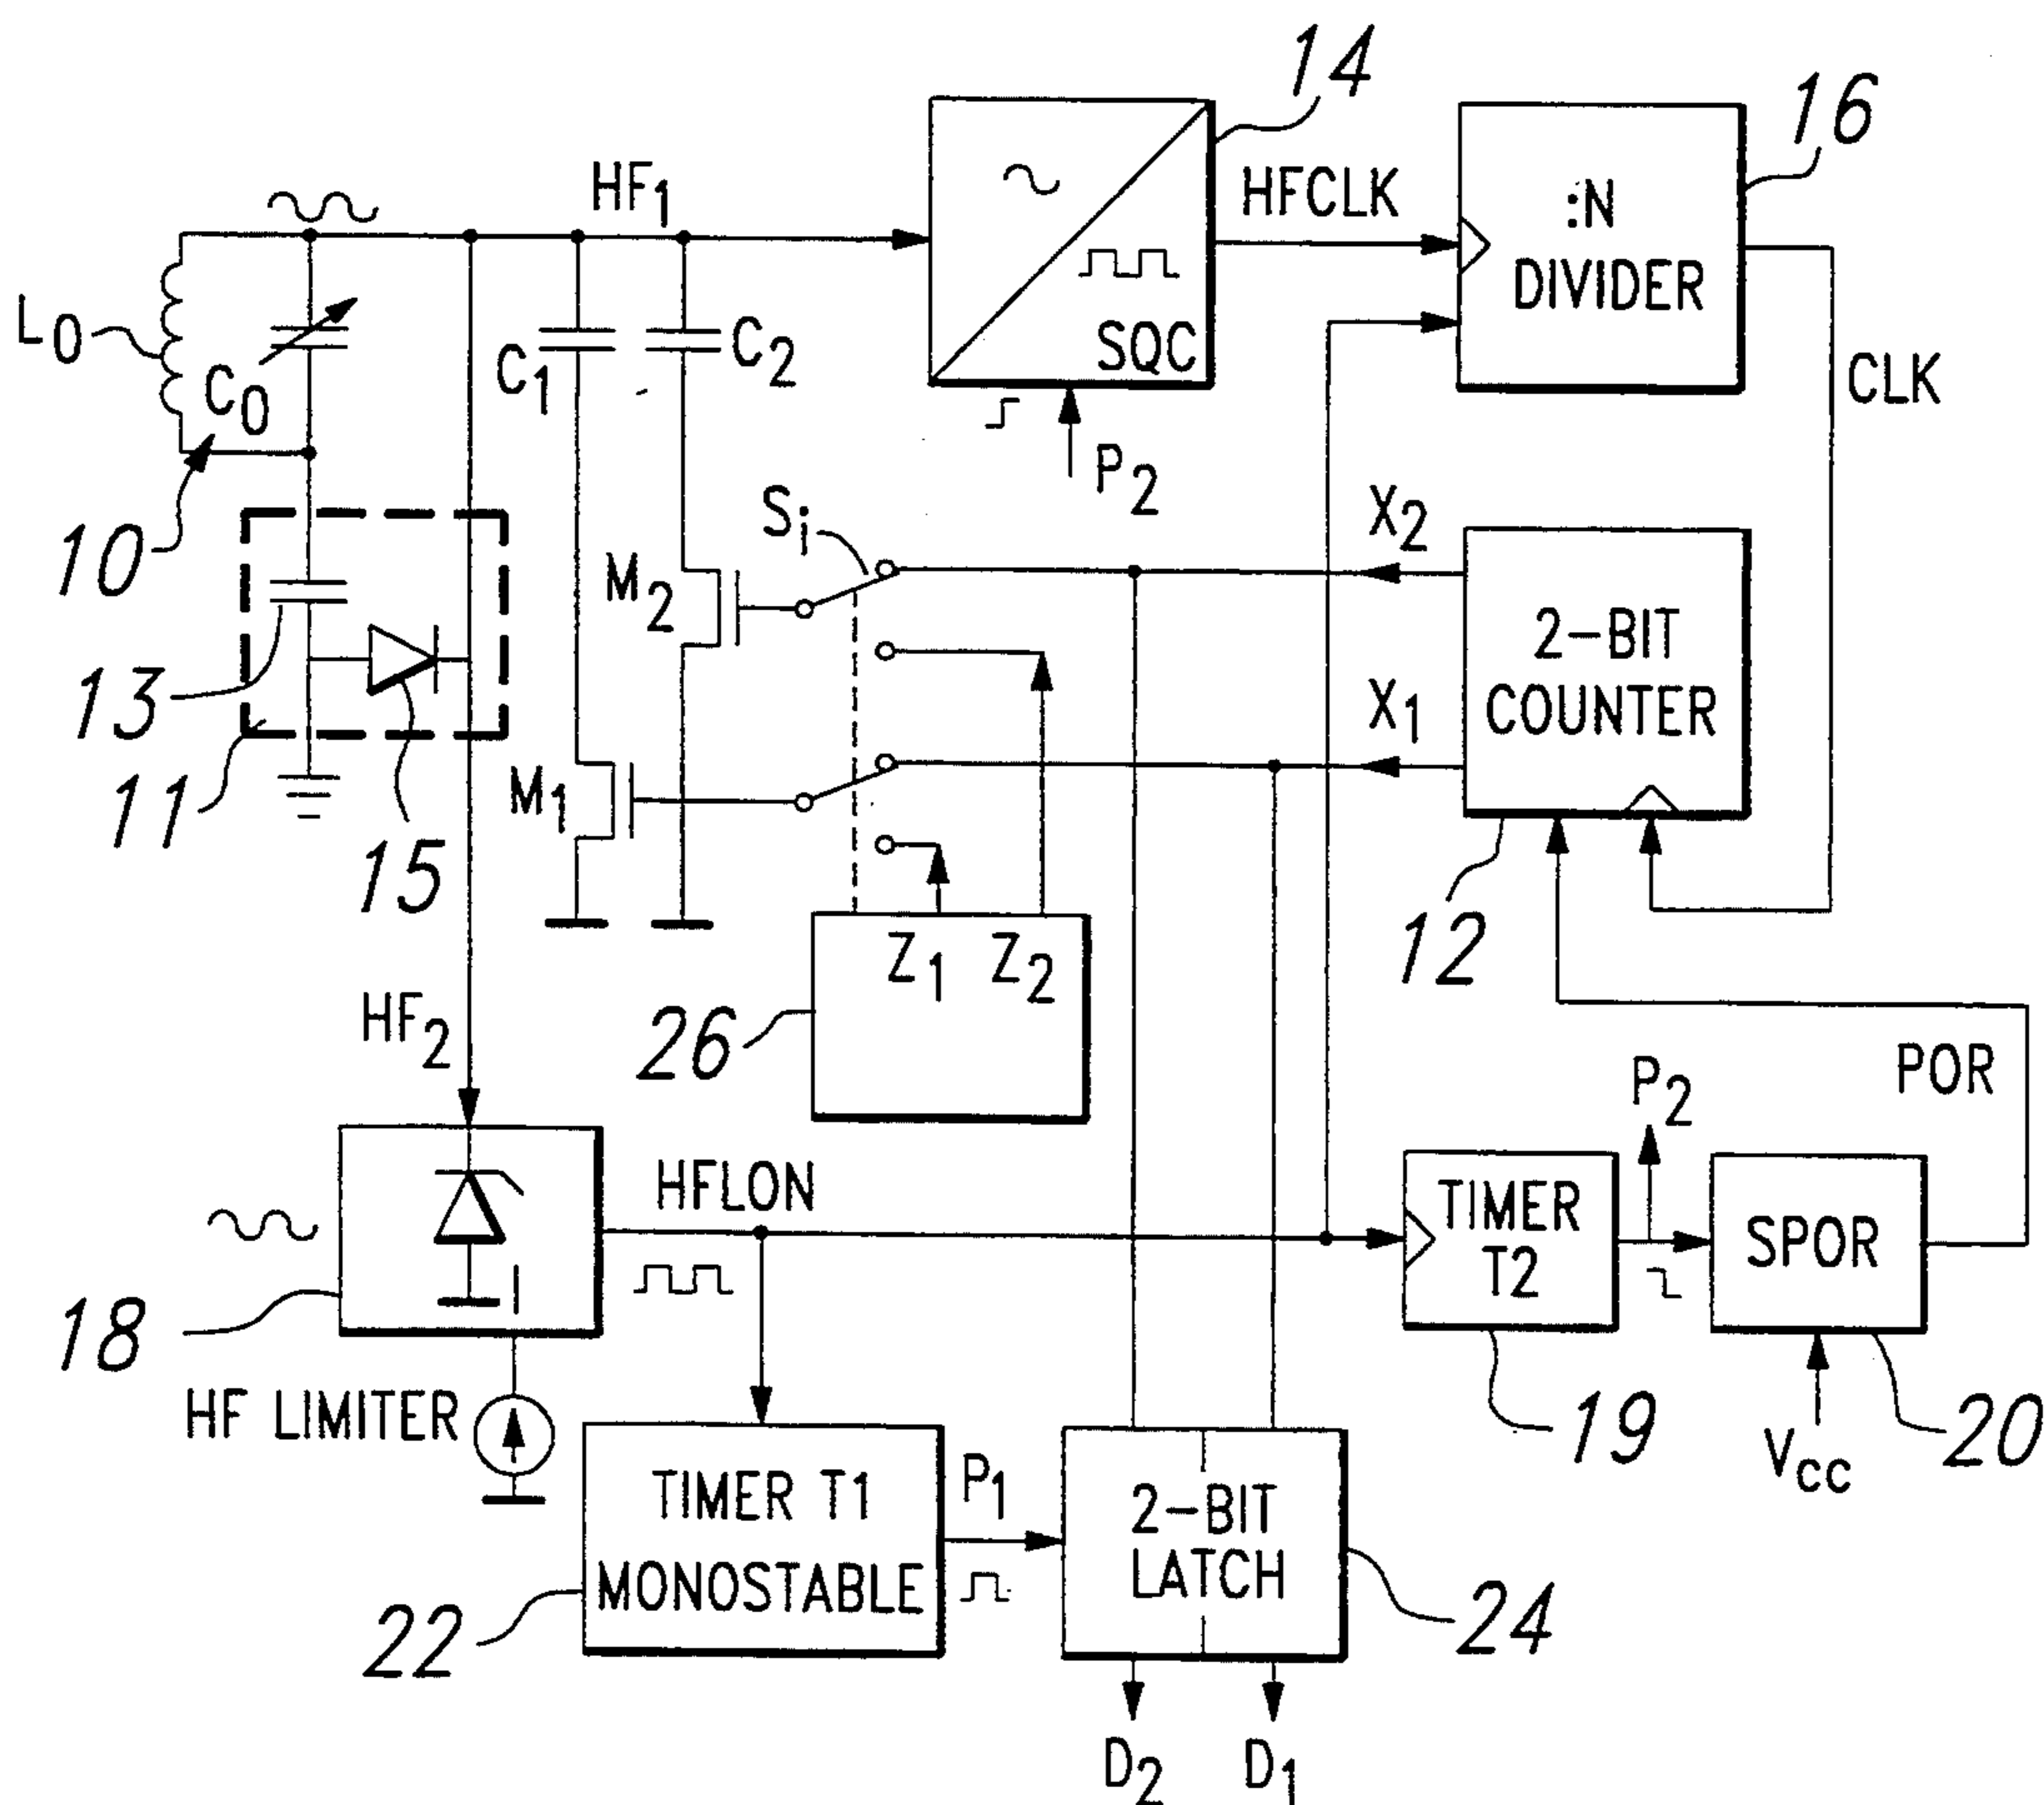 14
16
HF1
HFCLK
:N
DIVIDER
L0
C0
C1
C2
SQC
CLK
P2
10
Si
X2
M2
2-BIT
COUNTER
13
X1
M1
11
15
12
Z1 Z2
HF2
26
POR
P2
HFLON
TIMER
T2
SPOR
18
HF LIMITER
19
20
VCC
TIMER T1
MONOSTABLE
P1
2-BIT
LATCH
22
24
D2
D1